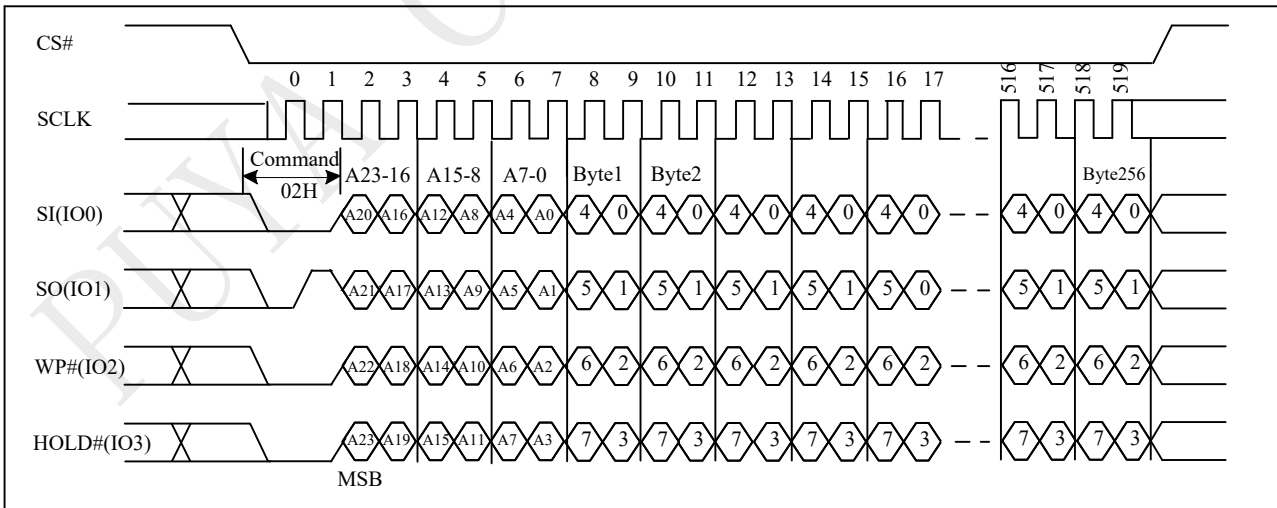 PUYA C
CS#
0 1 2 3 4 5 6 7 8 9 10 11 12 13 14 15 16 17 516 517 518 519
SCLK
Command
02H
A23-16 A15-8 A7-0 Byte1 Byte2 Byte256
SI(IO0) A20 A16 A12 A8 A4 A0 4 0 4 0 4 0 4 0 4 0 4 0 4 0
SO(IO1) A21 A17 A13 A9 A5 A1 5 1 5 1 5 1 5 1 5 0 5 1 5 1
WP#(IO2) A22 A18 A14 A10 A6 A2 6 2 6 2 6 2 6 2 6 2 6 2 6 2
HOLD#(IO3) A23 A19 A15 A11 A7 A3 7 3 7 3 7 3 7 3 7 3 7 3 7 3
MSB